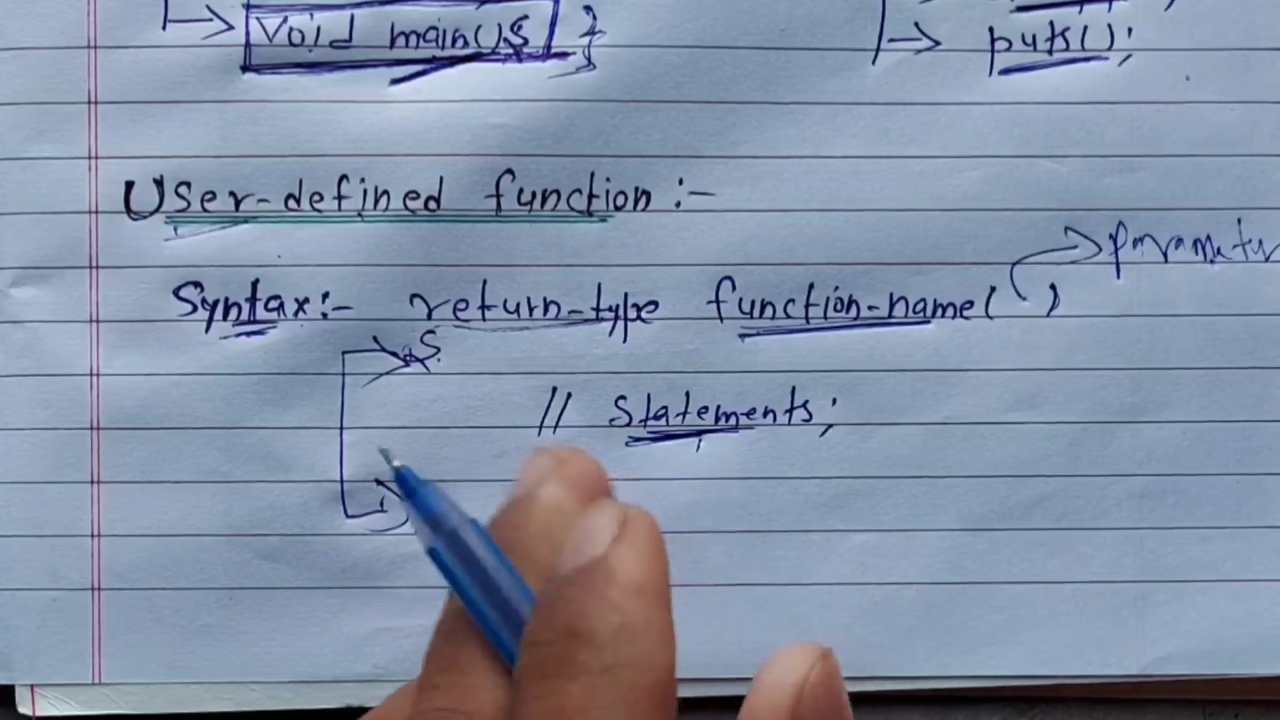 Void main(){ }
puts();
User-defined function :-
Syntax:- return-type function-name( ) parameter
{
// Statements;
}